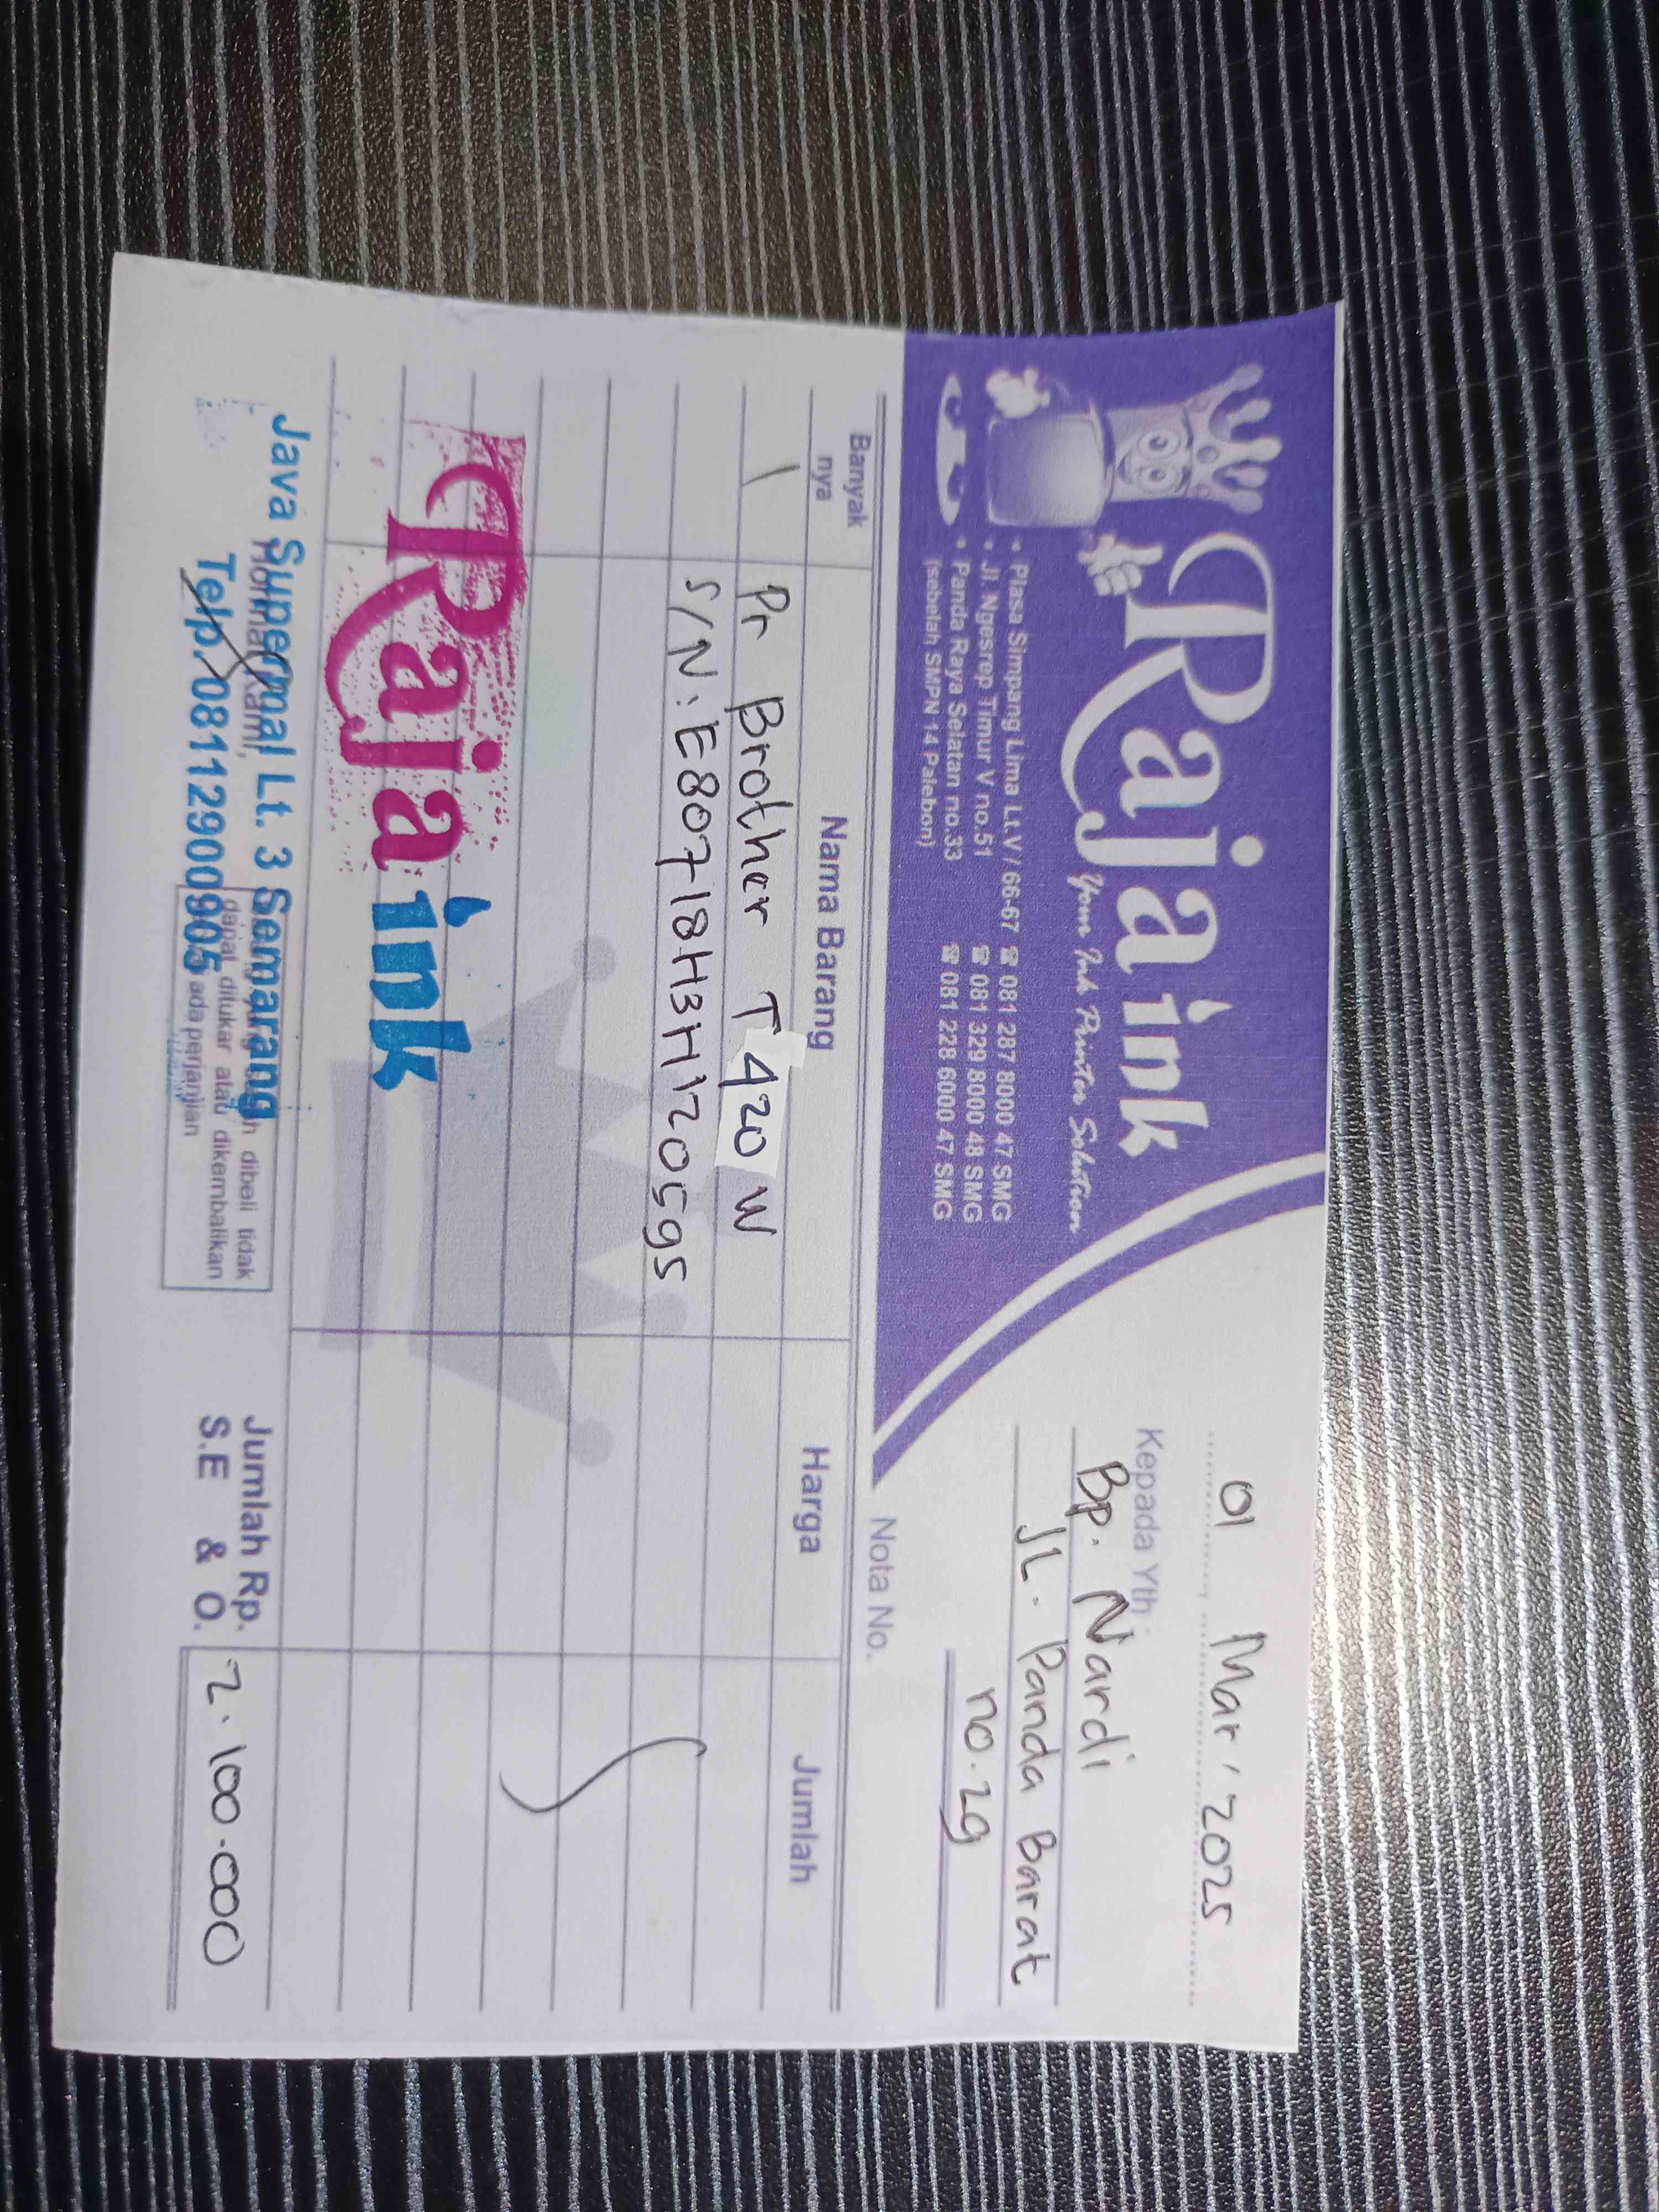 Raja ink
Your Ink Printer Solution
• Plasa Simpang Lima Lt.V / 66-67 ☎ 081 287 8000 47 SMG
• Jl. Ngesrep Timur V no.51 ☎ 081 329 8000 48 SMG
• Panda Raya Selatan no.33 ☎ 081 228 6000 47 SMG
(sebelah SMPN 14 Palebon)
01 Mar, 2025
Kepada Yth
Bp. Nardi
JL. Panda Barat
no. 29
Nota No.
Banyak nya Nama Barang Harga Jumlah
1 Pr Brother T 420 W
S/N: E80718H3H120595
Raja ink
Java Supermal Lt. 3 Semarang
Telp. 08112900905
Hormat kami,
dibeli tidak
dapat ditukar atau dikembalikan
ada perjanjian
Jumlah Rp. 2.100.000
S.E & O.